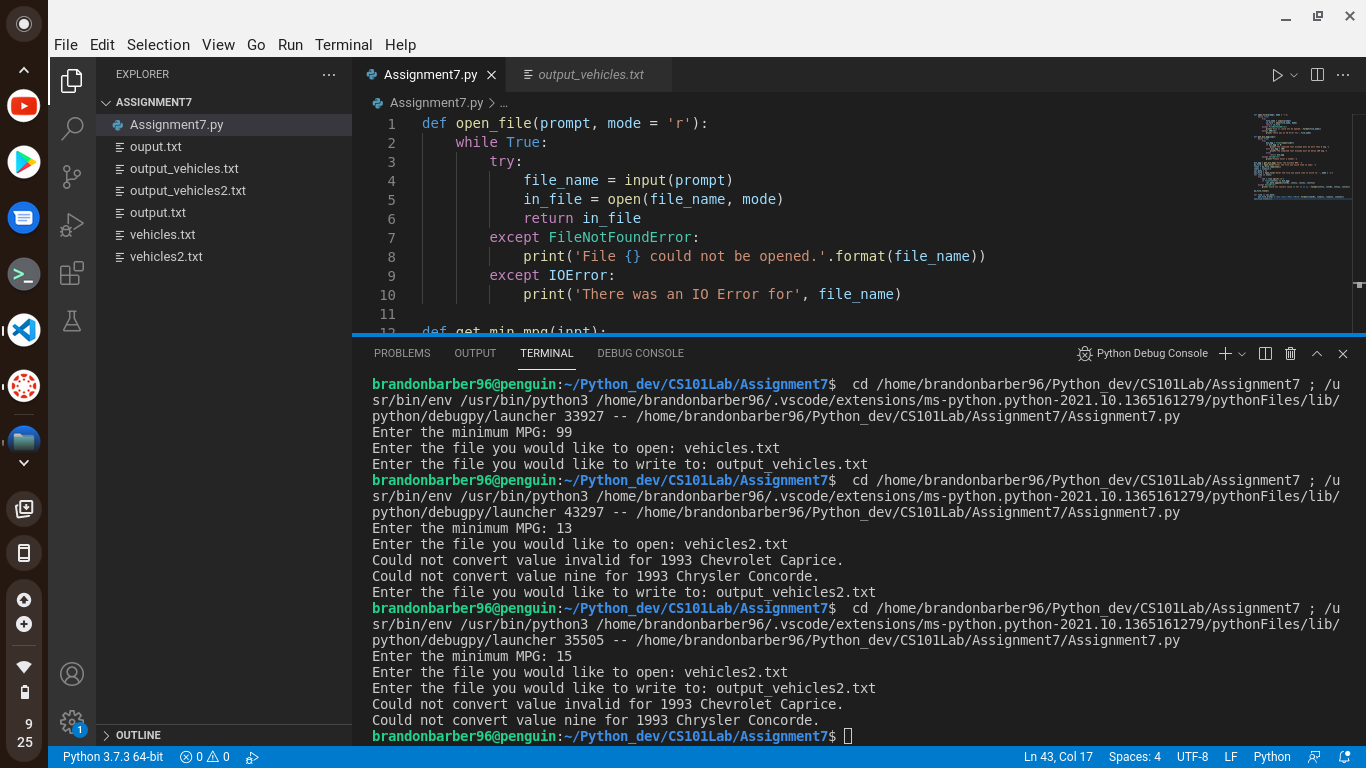 File Edit Selection View Go Run Terminal Help
EXPLORER
ASSIGNMENT7
Assignment7.py
ouput.txt
output_vehicles.txt
output_vehicles2.txt
output.txt
vehicles.txt
vehicles2.txt
OUTLINE
Assignment7.py
output_vehicles.txt
Assignment7.py > ...
1 def open_file(prompt, mode = 'r'):
2 while True:
3 try:
4 file_name = input(prompt)
5 in_file = open(file_name, mode)
6 return in_file
7 except FileNotFoundError:
8 print('File {} could not be opened.'.format(file_name))
9 except IOError:
10 print('There was an IO Error for', file_name)
11
12 def get_min_mpg(inpt):
PROBLEMS OUTPUT TERMINAL DEBUG CONSOLE Python Debug Console
brandonbarber96@penguin:~/Python_dev/CS101Lab/Assignment7$ cd /home/brandonbarber96/Python_dev/CS101Lab/Assignment7 ; /u
sr/bin/env /usr/bin/python3 /home/brandonbarber96/.vscode/extensions/ms-python.python-2021.10.1365161279/pythonFiles/lib/
python/debugpy/launcher 33927 -- /home/brandonbarber96/Python_dev/CS101Lab/Assignment7/Assignment7.py
Enter the minimum MPG: 99
Enter the file you would like to open: vehicles.txt
Enter the file you would like to write to: output_vehicles.txt
brandonbarber96@penguin:~/Python_dev/CS101Lab/Assignment7$ cd /home/brandonbarber96/Python_dev/CS101Lab/Assignment7 ; /u
sr/bin/env /usr/bin/python3 /home/brandonbarber96/.vscode/extensions/ms-python.python-2021.10.1365161279/pythonFiles/lib/
python/debugpy/launcher 43297 -- /home/brandonbarber96/Python_dev/CS101Lab/Assignment7/Assignment7.py
Enter the minimum MPG: 13
Enter the file you would like to open: vehicles2.txt
Could not convert value invalid for 1993 Chevrolet Caprice.
Could not convert value nine for 1993 Chrysler Concorde.
Enter the file you would like to write to: output_vehicles2.txt
brandonbarber96@penguin:~/Python_dev/CS101Lab/Assignment7$ cd /home/brandonbarber96/Python_dev/CS101Lab/Assignment7 ; /u
sr/bin/env /usr/bin/python3 /home/brandonbarber96/.vscode/extensions/ms-python.python-2021.10.1365161279/pythonFiles/lib/
python/debugpy/launcher 35505 -- /home/brandonbarber96/Python_dev/CS101Lab/Assignment7/Assignment7.py
Enter the minimum MPG: 15
Enter the file you would like to open: vehicles2.txt
Enter the file you would like to write to: output_vehicles2.txt
Could not convert value invalid for 1993 Chevrolet Caprice.
Could not convert value nine for 1993 Chrysler Concorde.
brandonbarber96@penguin:~/Python_dev/CS101Lab/Assignment7$
1
9
25
Python 3.7.3 64-bit 0 0 Ln 43, Col 17 Spaces: 4 UTF-8 LF Python